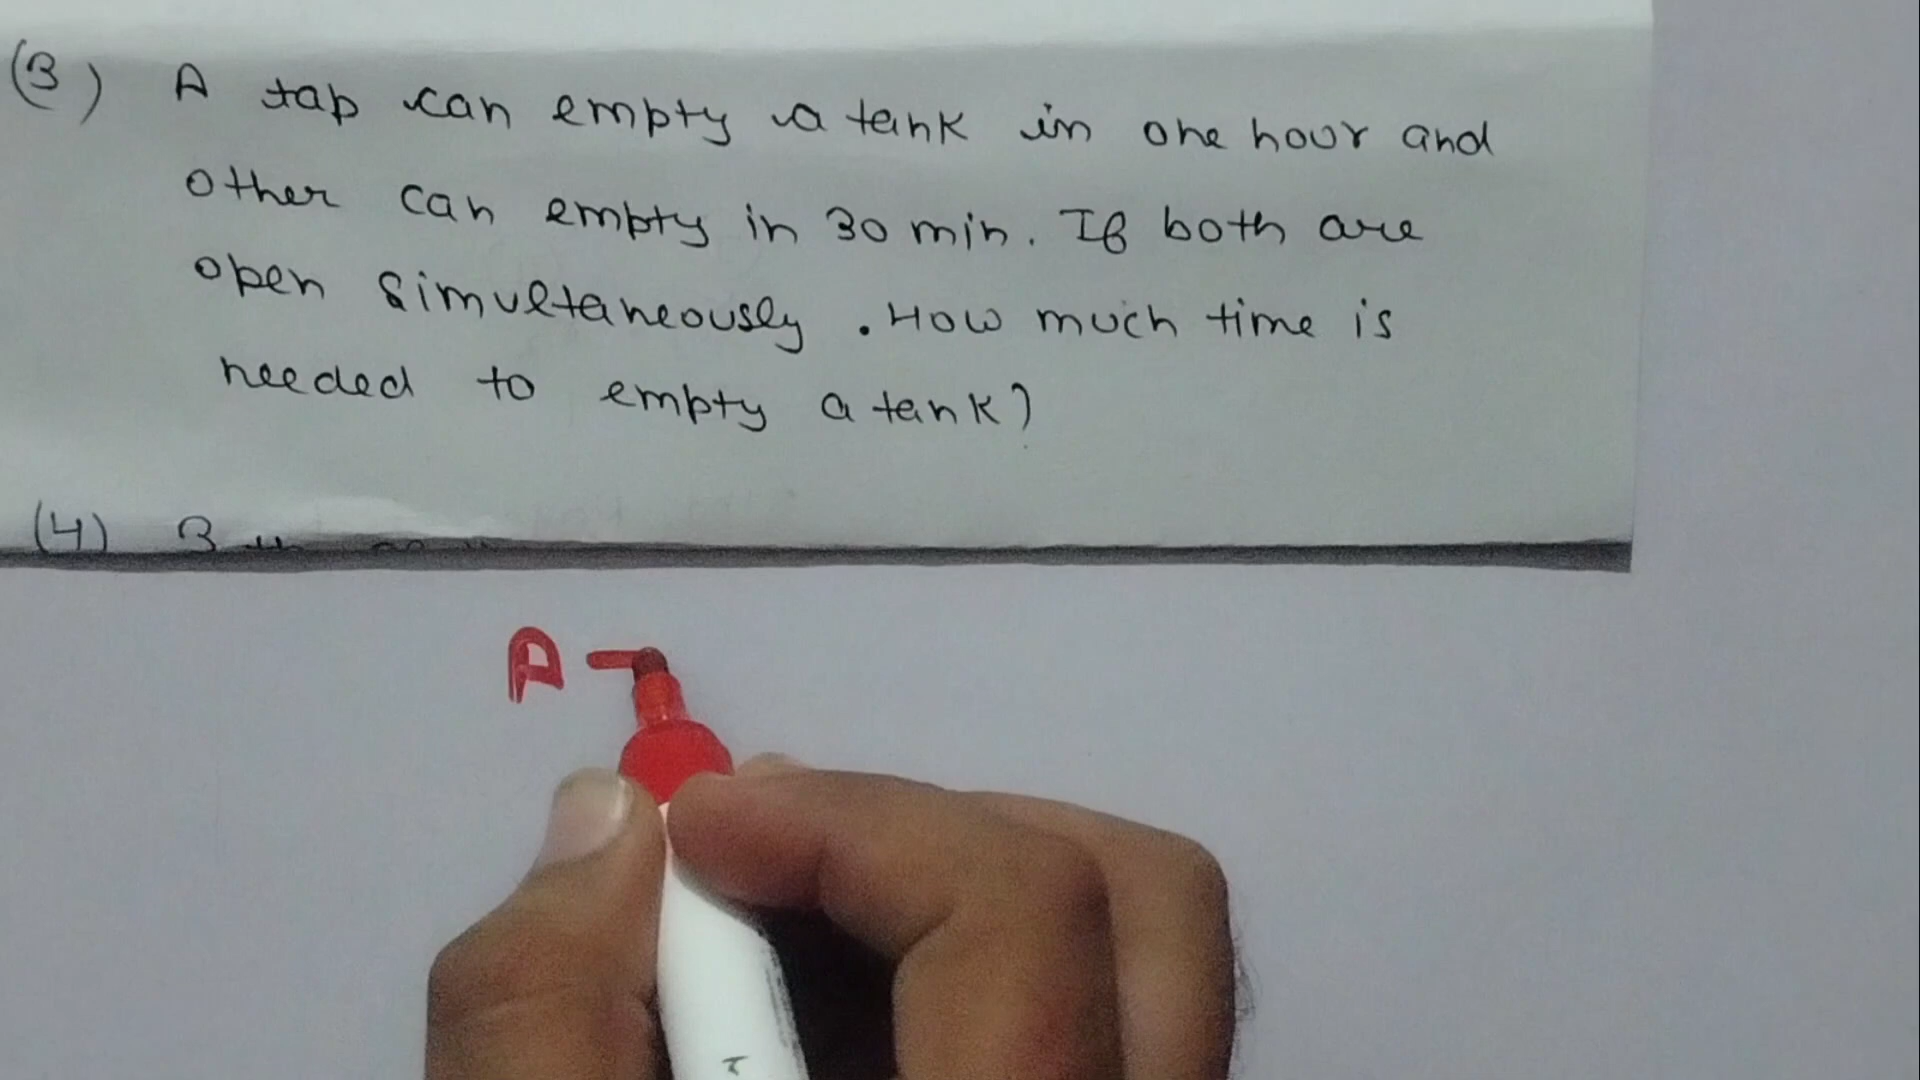 (3) A tap can empty a tank in one hour and
other can empty in 30 min. If both are
open simultaneously. How much time is
needed to empty a tank?
(4)
A -